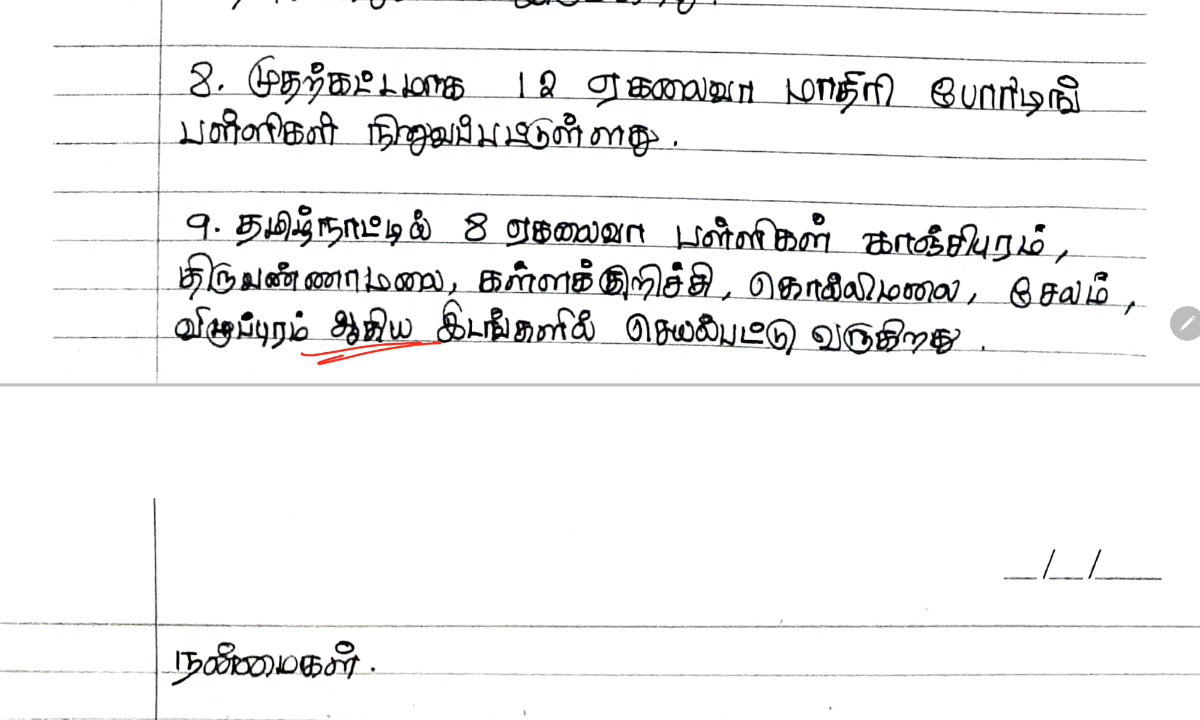 8. முதற்கட்டமாக 12 ஏகலைவா மாதிரி போர்டிங்
பள்ளிகள் நிறுவப்பட்டுள்ளது.
9. தமிழ்நாட்டில் 8 ஏகலைவா பள்ளிகள் காஞ்சிபுரம்,
திருவண்ணாமலை, கள்ளக்குறிச்சி, கொல்லிமலை, சேலம்,
விழுப்புரம் ஆகிய இடங்களில் செயல்பட்டு வருகிறது.
__/__/____
நன்மைகள்.